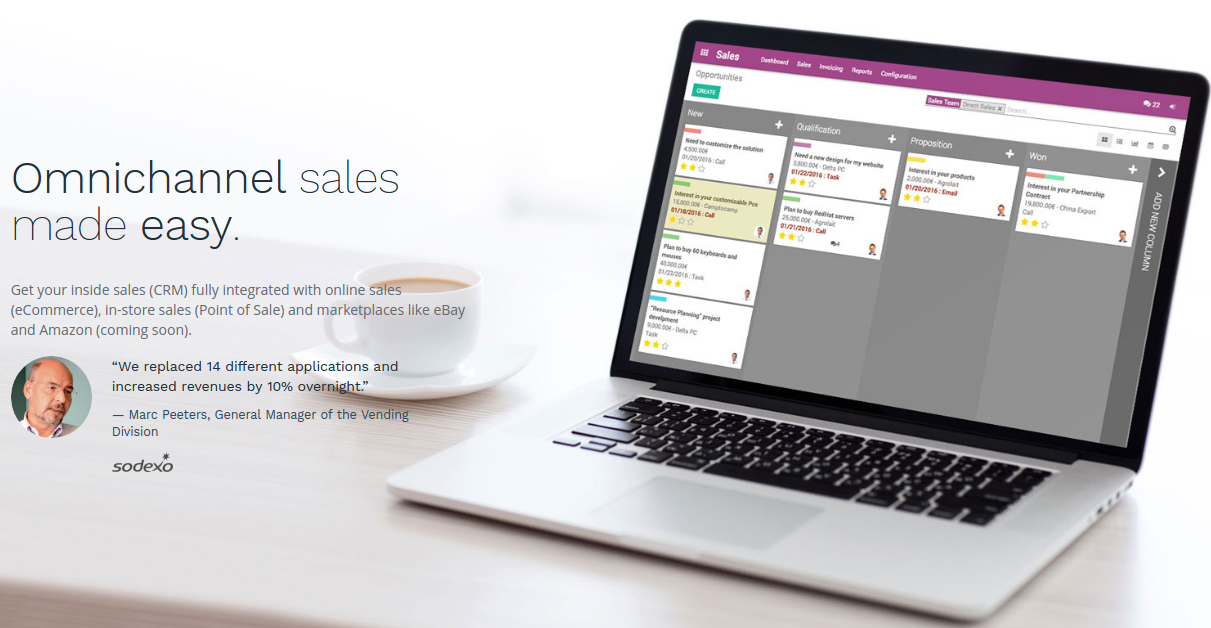 Omnichannel sales
made easy.
Get your inside sales (CRM) fully integrated with online sales
(eCommerce), in-store sales (Point of Sale) and marketplaces like eBay
and Amazon (coming soon).
“We replaced 14 different applications and
increased revenues by 10% overnight.”
— Marc Peeters, General Manager of the Vending
Division
sodexo
Sales Dashboard Sales Invoicing Reports Configuration 22
Opportunities
Sales Team Direct Sales Search...
CREATE
New
Need to customize the solution
4,500.00€
01/20/2016 : Call
Interest in your customisable Pcs
15,000.00€ - Camptocamp
01/18/2016 : Call
Plan to buy 60 keyboards and
mouses
40,000.00€
01/23/2016 : Task
"Resource Planning" project
develpment
9,000.00€ - Delta PC
Task
Qualification
Need a new design for my website
3,800.00€ - Delta PC
01/22/2016 : Task
Plan to buy RedHat servers
25,000.00€ - Agrolait
01/21/2016 : Call
Proposition
Interest in your products
2,000.00€ - Agrolait
01/20/2016 : Email
Won
Interest in your Partnership
Contract
19,800.00€ - China Export
Call
ADD NEW COLUMN